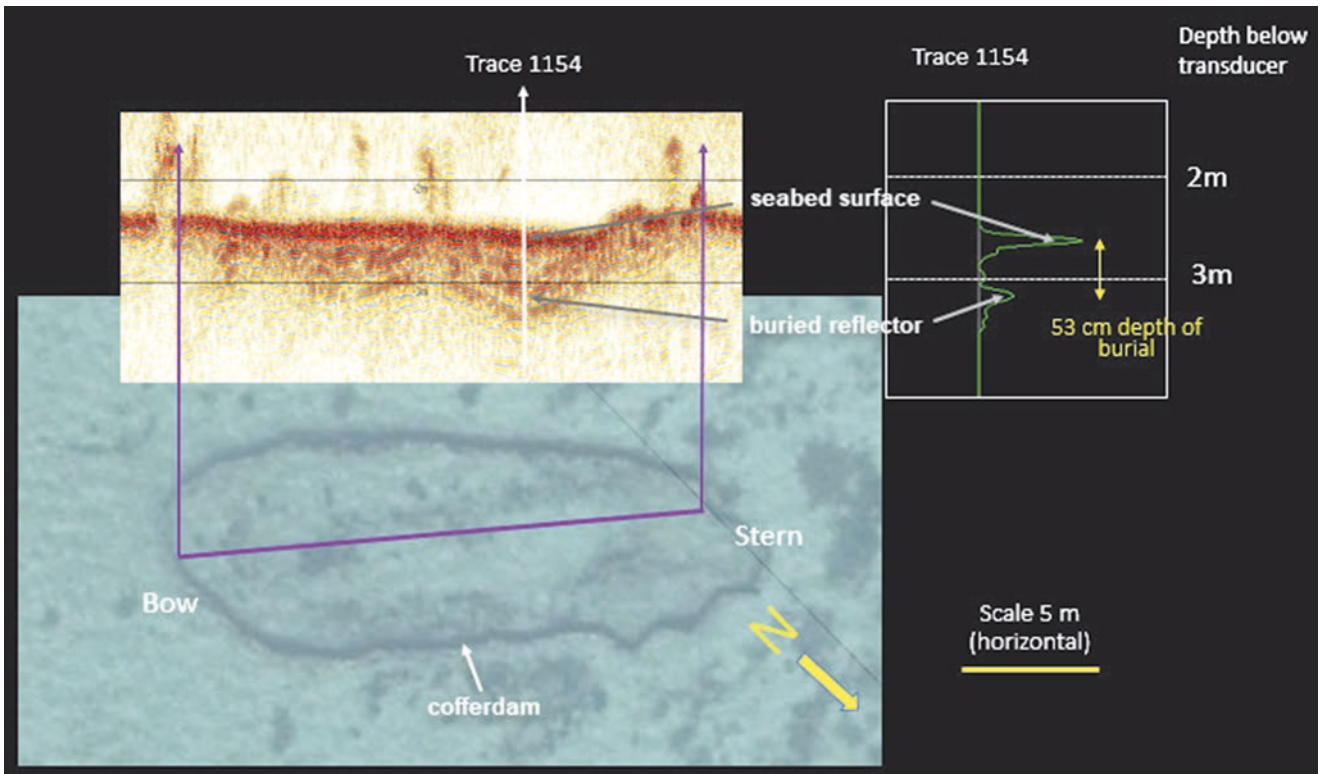 Trace 1154
Trace 1154
Depth below
transducer
2m
seabed surface
3m
buried reflector
53 cm depth of
burial
Stern
Bow
N
Scale 5 m
(horizontal)
cofferdam